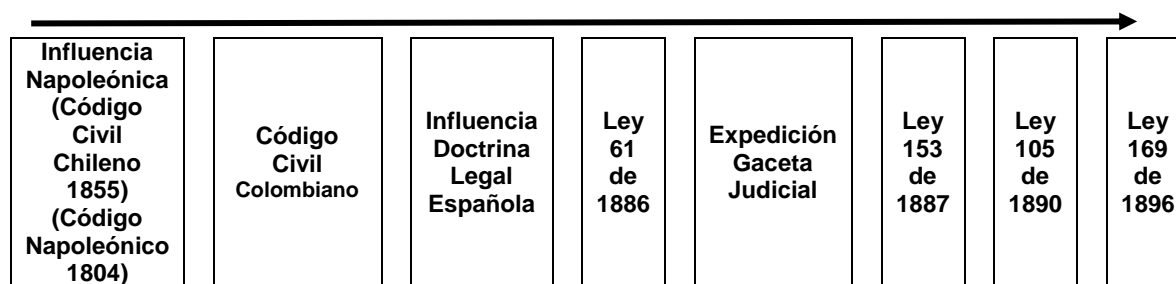 Influencia
Napoleónica
(Código
Civil
Chileno
1855)
(Código
Napoleónico
1804)
Código
Civil
Colombiano
Influencia
Doctrina
Legal
Española
Ley
61
de
1886
Expedición
Gaceta
Judicial
Ley
153
de
1887
Ley
105
de
1890
Ley
169
de
1896